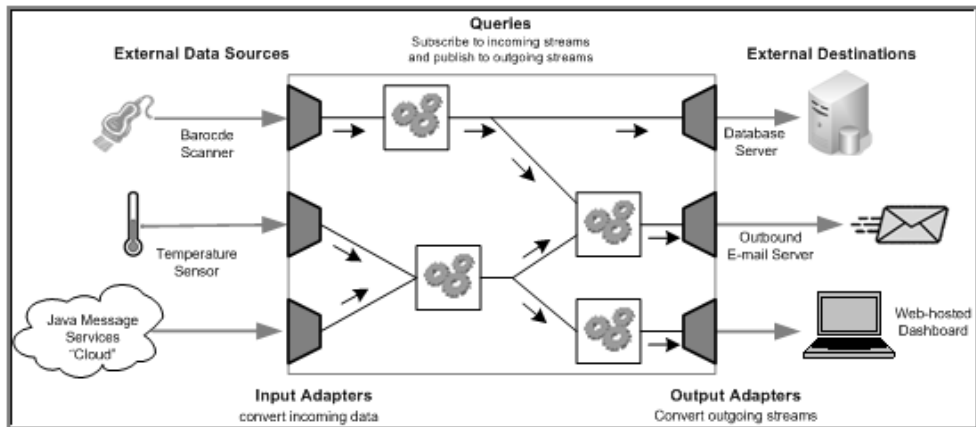 Queries
Subscribe to incoming streams
and publish to outgoing streams
External Data Sources
External Destinations
Barocde
Scanner
Database
Server
Temperature
Sensor
Outbound
E-mail Server
Java Message
Services
"Cloud"
Web-hosted
Dashboard
Input Adapters
convert incoming data
Output Adapters
Convert outgoing streams